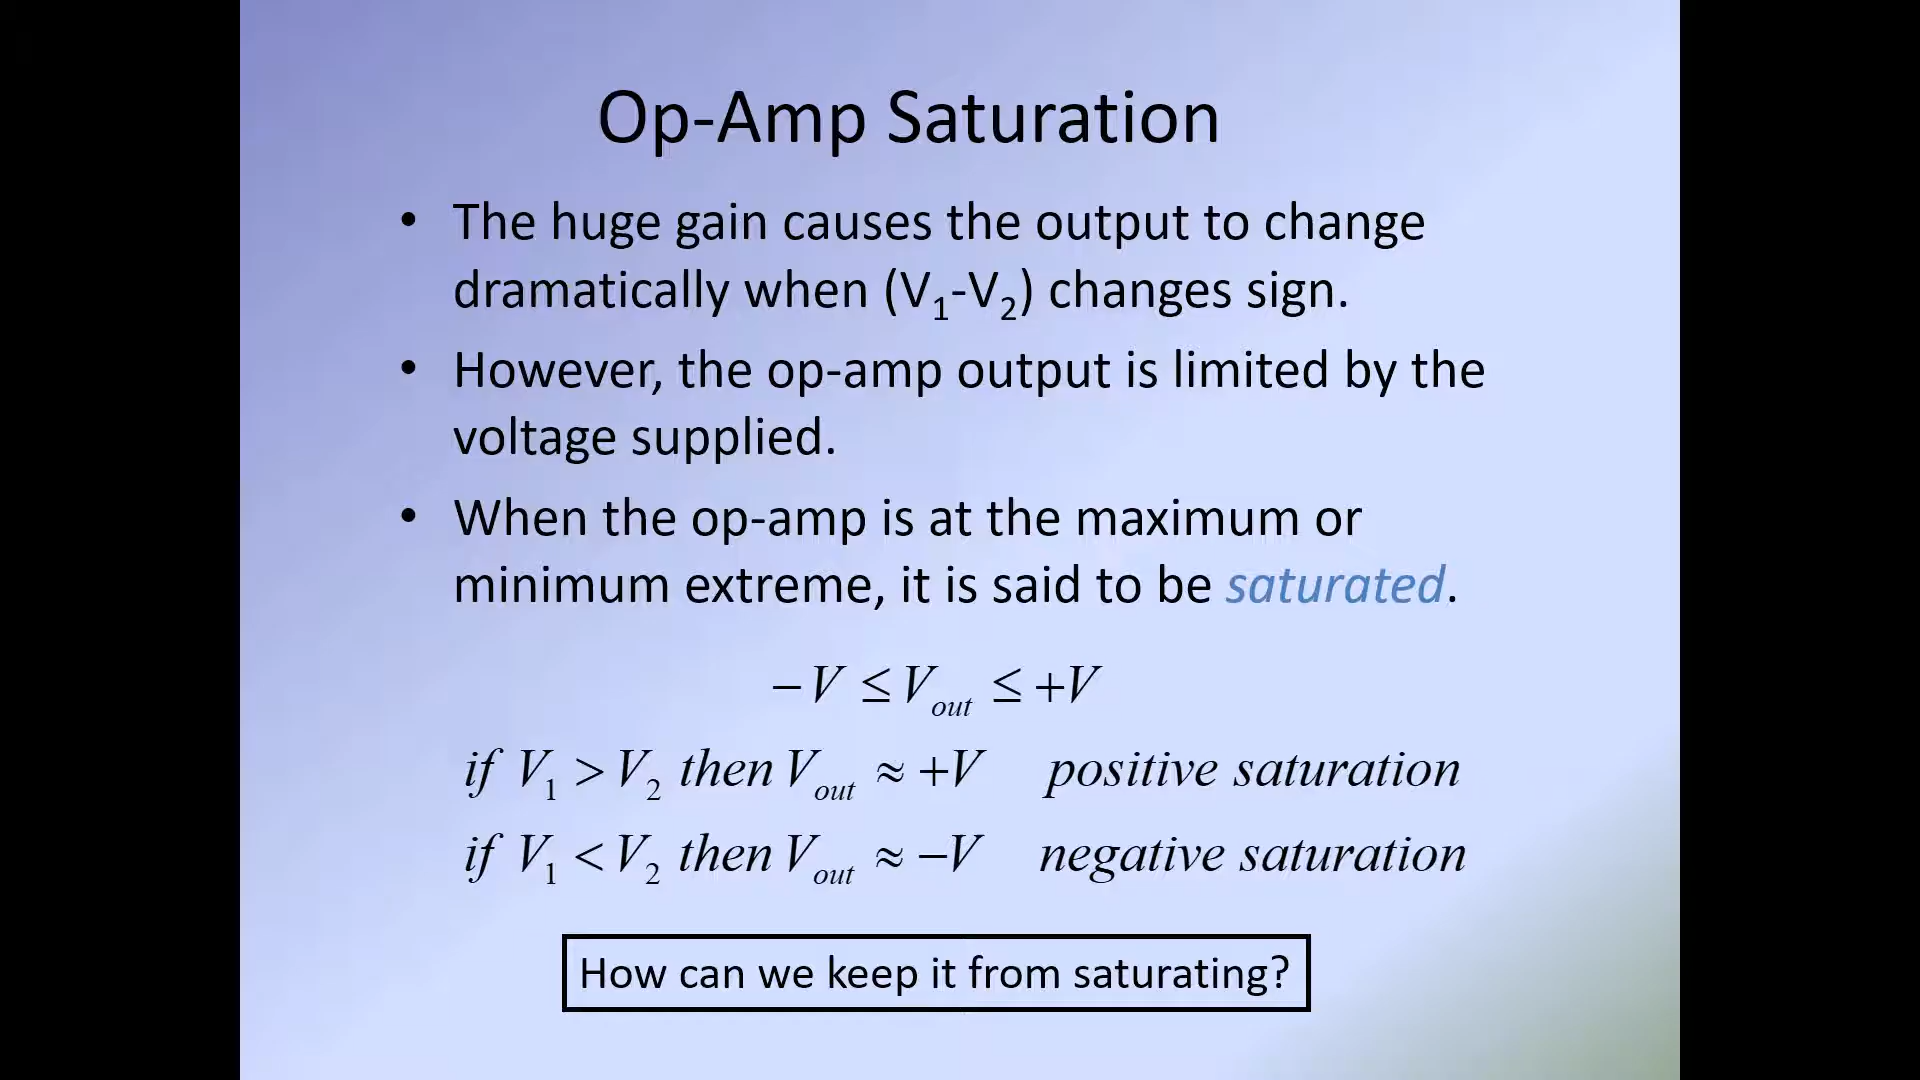 Op-Amp Saturation
• The huge gain causes the output to change
dramatically when (V₁-V₂) changes sign.
• However, the op-amp output is limited by the
voltage supplied.
• When the op-amp is at the maximum or
minimum extreme, it is said to be saturated.
−V ≤ V_out ≤ +V
if V₁ > V₂ then V_out ≈ +V positive saturation
if V₁ < V₂ then V_out ≈ −V negative saturation
How can we keep it from saturating?